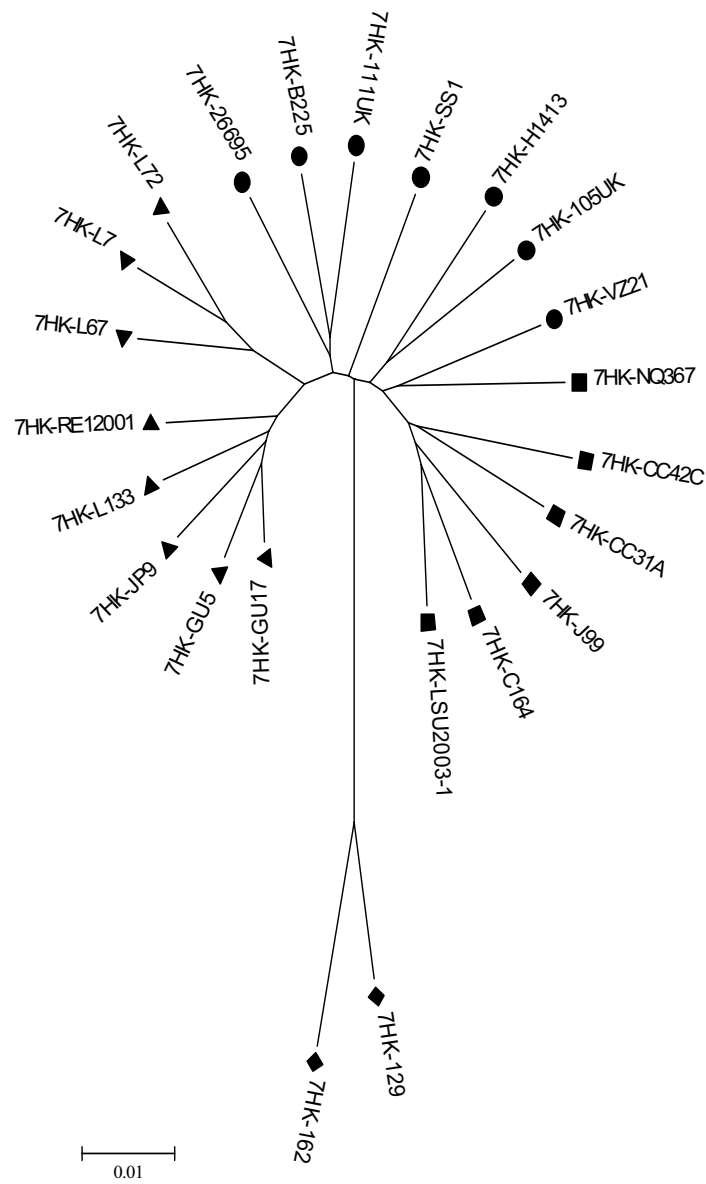 7HK-111UK
7HK-B225
7HK-26695
7HK-SS1
7HK-H1413
7HK-L72
7HK-105UK
7HK-L7
7HK-VZ21
7HK-L67
7HK-NQ367
7HK-RE12001
7HK-CC42C
7HK-L133
7HK-CC31A
7HK-JP9
7HK-J99
7HK-GU5
7HK-GU17
7HK-C164
7HK-LSU2003-1
7HK-129
7HK-162
0.01